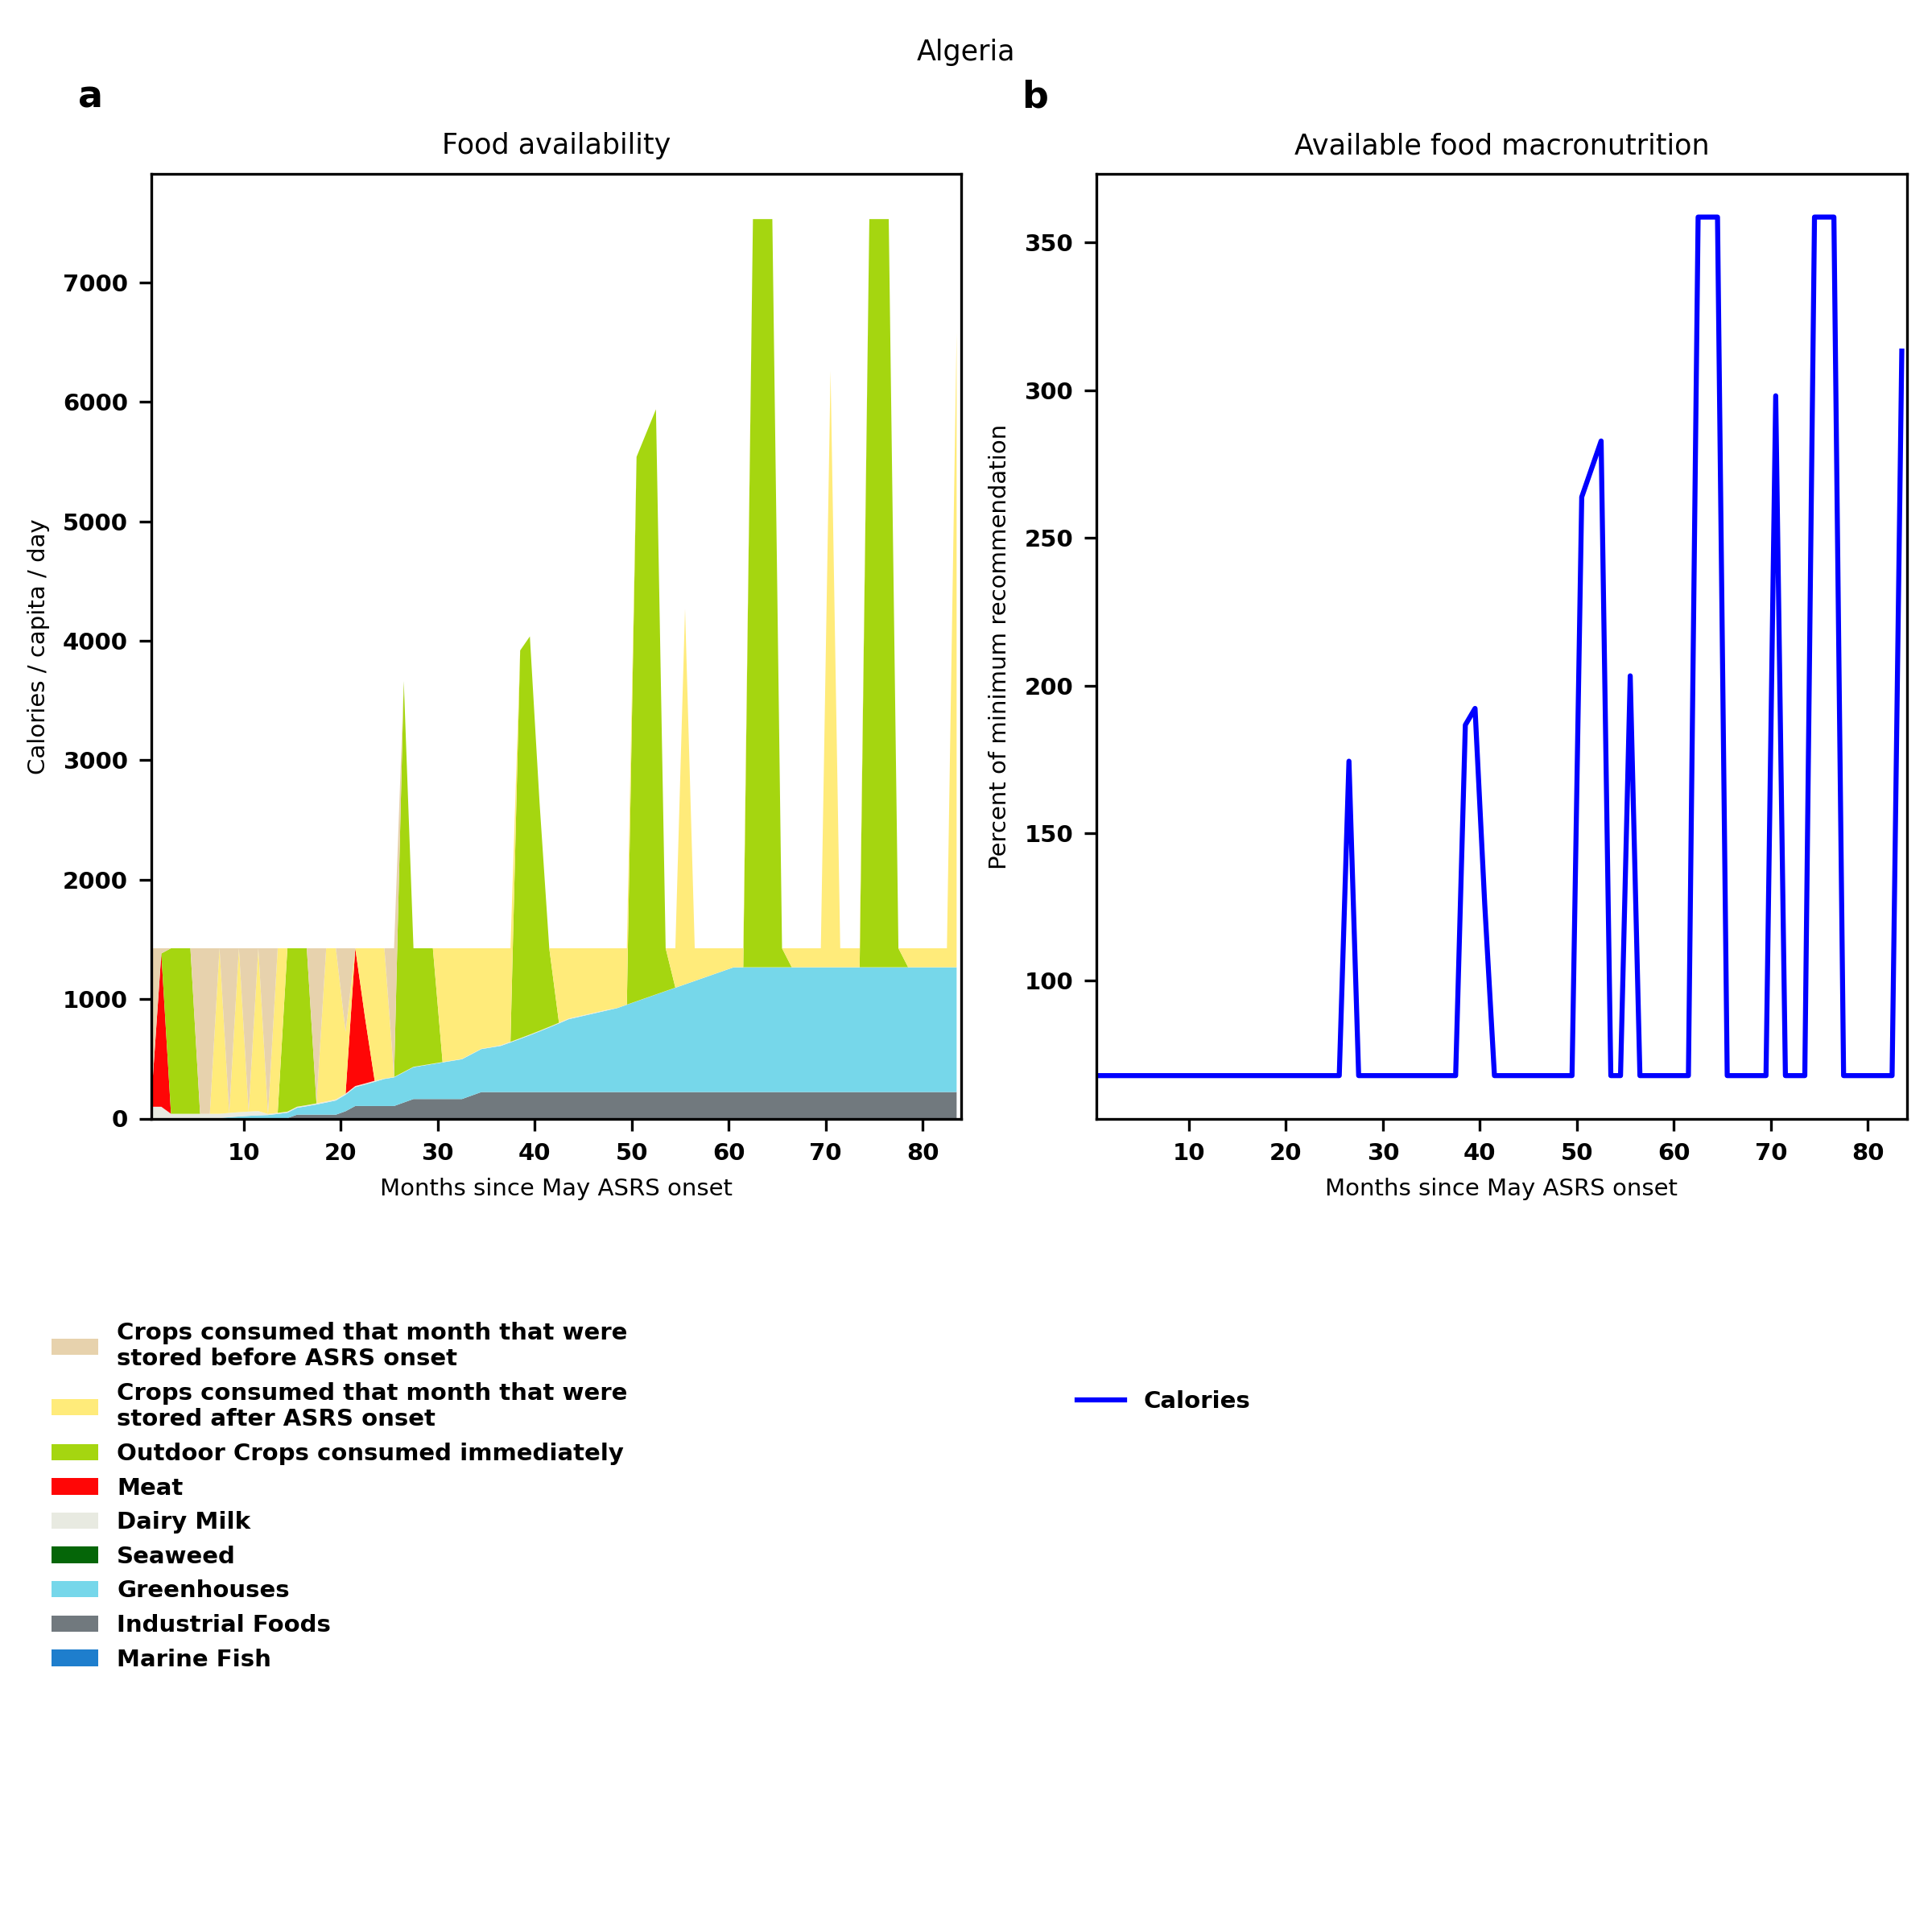 Algeria
a
Food availability
Calories / capita / day
7000
6000
5000
4000
3000
2000
1000
0
10 20 30 40 50 60 70 80
Months since May ASRS onset
b
Available food macronutrition
Percent of minimum recommendation
350
300
250
200
150
100
10 20 30 40 50 60 70 80
Months since May ASRS onset
Crops consumed that month that were
stored before ASRS onset
Crops consumed that month that were
stored after ASRS onset
Outdoor Crops consumed immediately
Meat
Dairy Milk
Seaweed
Greenhouses
Industrial Foods
Marine Fish
Calories